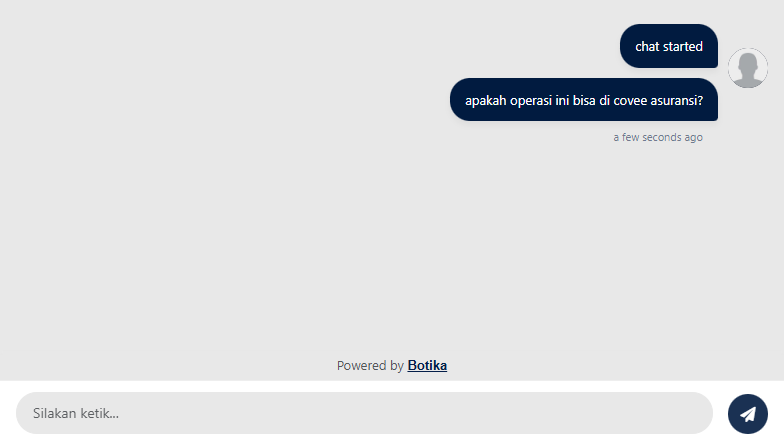 chat started
apakah operasi ini bisa di covee asuransi?
a few seconds ago
Powered by Botika
Silakan ketik...